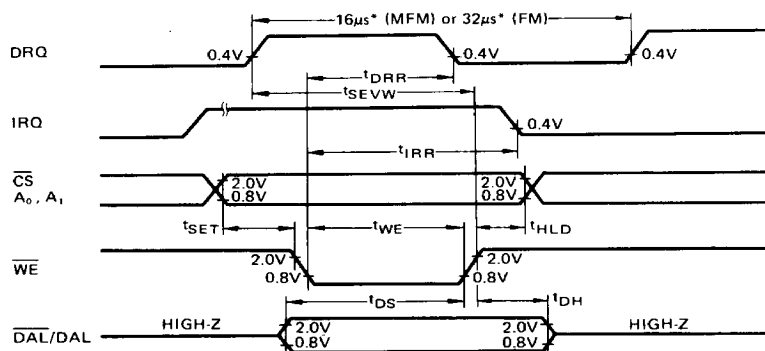 16μs* (MFM) or 32μs* (FM)
DRQ
0.4V
0.4V
0.4V
tDRR
tSEVW
IRQ
0.4V
tIRR
CS
A0, A1
2.0V
0.8V
2.0V
0.8V
tSET
tWE
tHLD
WE
2.0V
0.8V
2.0V
0.8V
tDS
tDH
DAL/DAL
HIGH-Z
2.0V
0.8V
2.0V
0.8V
HIGH-Z